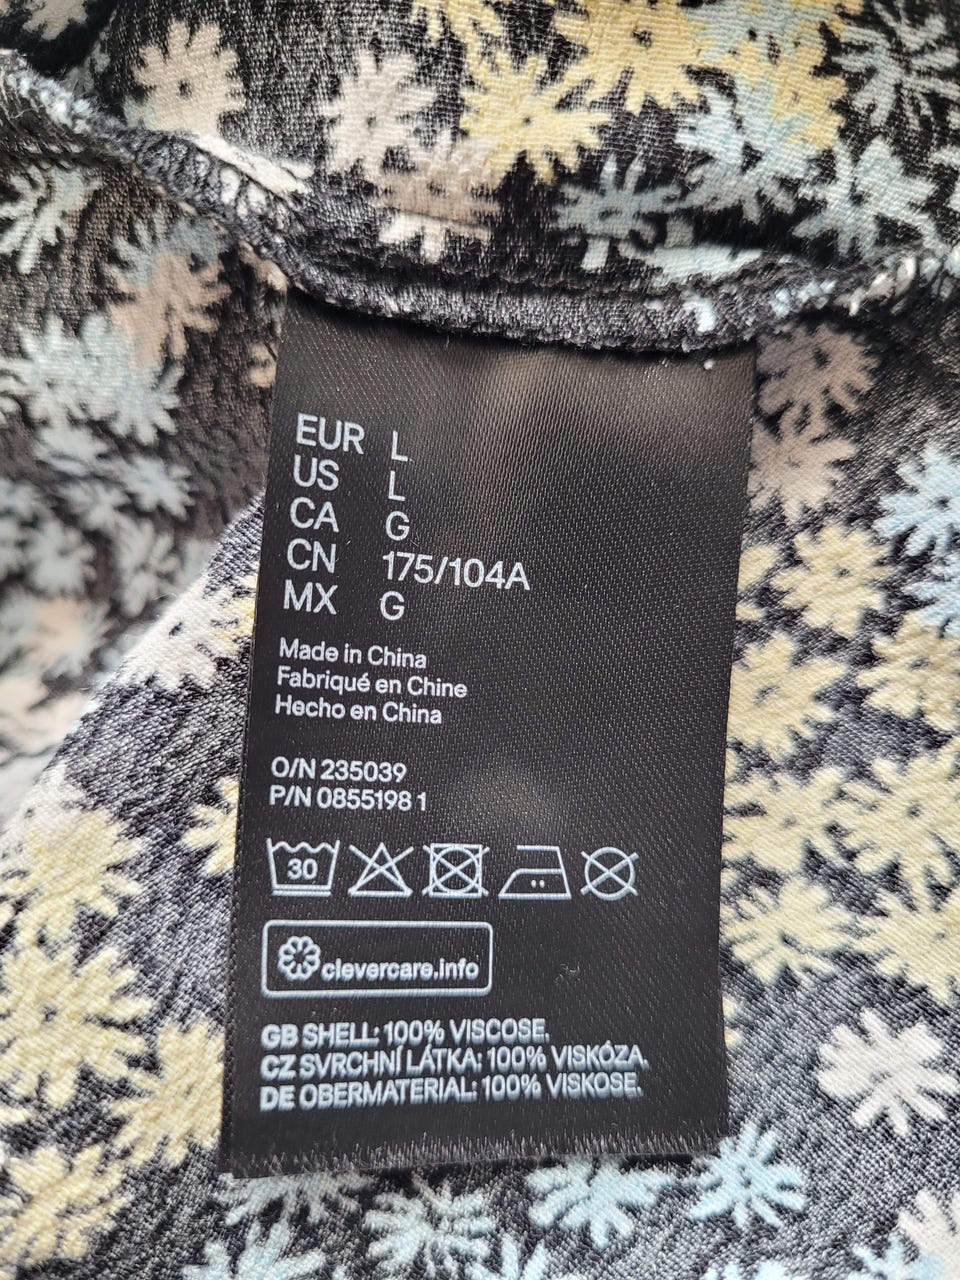 EUR L
US L
CA G
CN 175/104A
MX G
Made in China
Fabriqué en Chine
Hecho en China
O/N 235039
P/N 0855198 1
30
clevercare.info
GB SHELL: 100% VISCOSE.
CZ SVRCHNÍ LÁTKA: 100% VISKÓZA.
DE OBERMATERIAL: 100% VISKOSE.